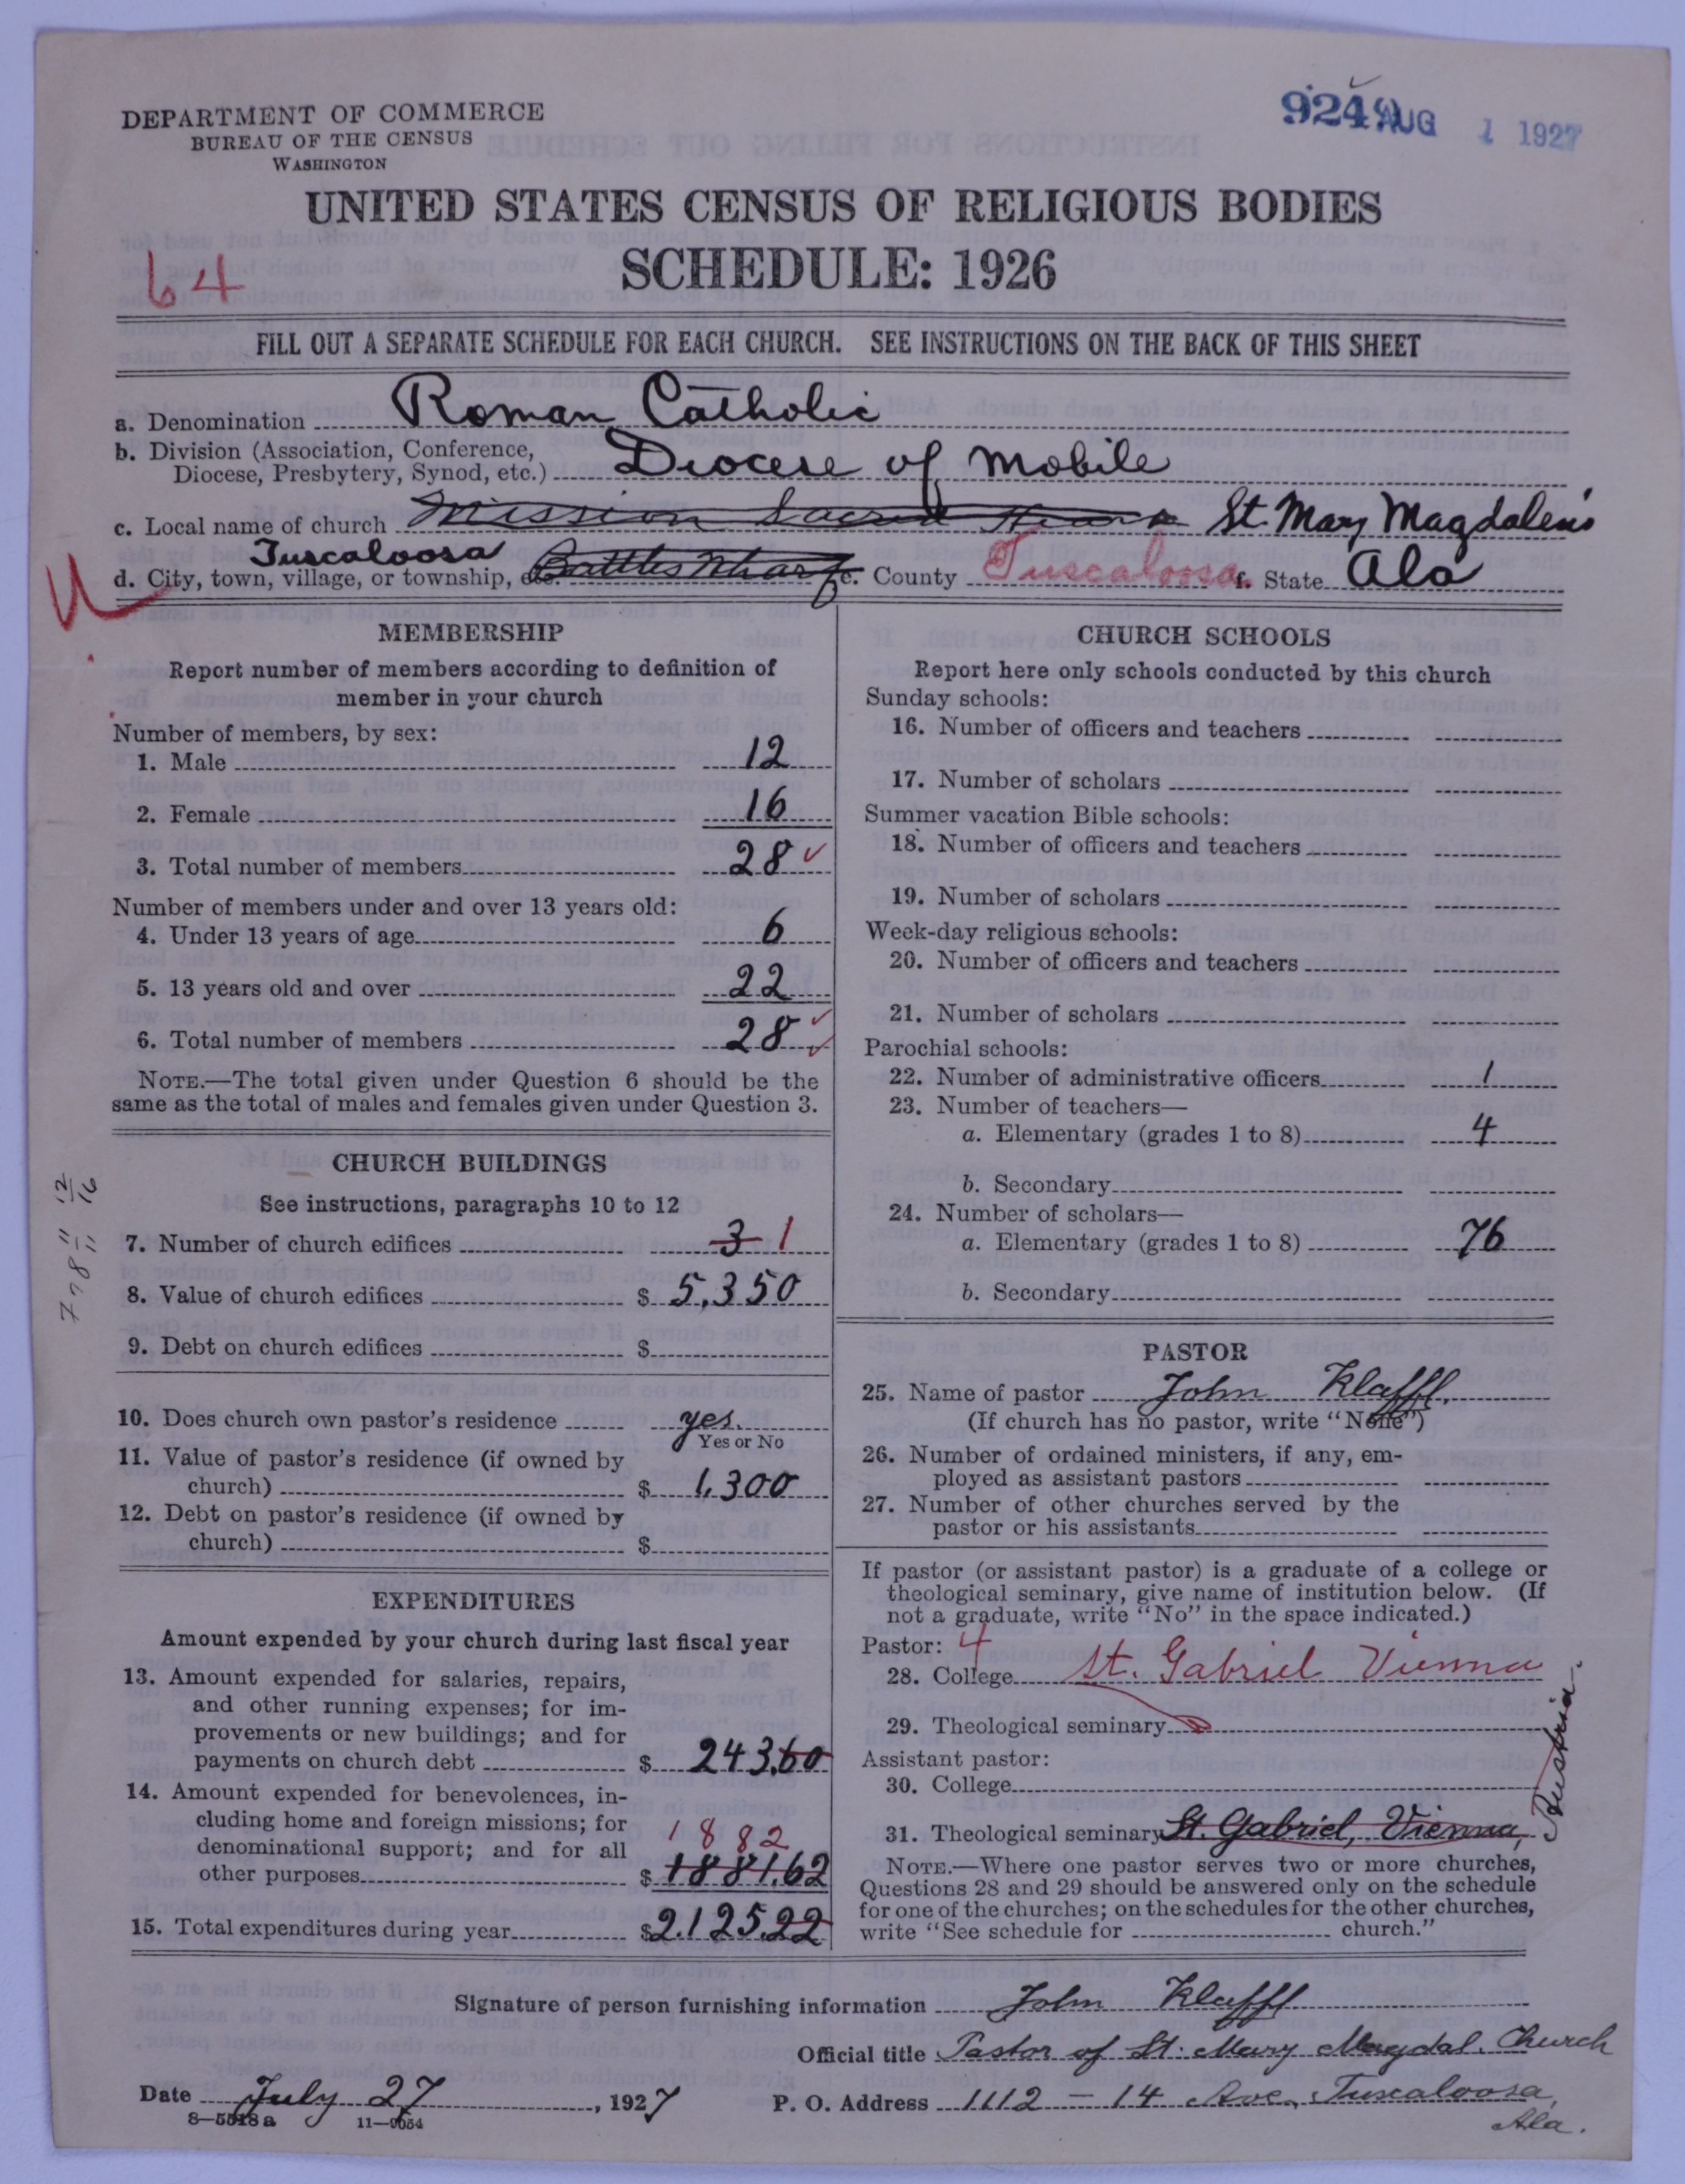 DEPARTMENT OF COMMERCE
BUREAU OF THE CENSUS
WASHINGTON
9249 AUG 1 1927
UNITED STATES CENSUS OF RELIGIOUS BODIES
SCHEDULE: 1926
64
FILL OUT A SEPARATE SCHEDULE FOR EACH CHURCH. SEE INSTRUCTIONS ON THE BACK OF THIS SHEET
a. Denomination Roman Catholic
b. Division (Association, Conference,
Diocese, Presbytery, Synod, etc.) Diocese of Mobile
c. Local name of church Mission Sacred Heart St. Mary Magdalen's
Tuscaloosa
d. City, town, village, or township, etc. Battles Wharf e. County Tuscaloosa f. State Ala
MEMBERSHIP
Report number of members according to definition of
member in your church
Number of members, by sex:
1. Male 12
2. Female 16
3. Total number of members 28
Number of members under and over 13 years old:
4. Under 13 years of age 6
5. 13 years old and over 22
6. Total number of members 28
NOTE.—The total given under Question 6 should be the
same as the total of males and females given under Question 3.
CHURCH BUILDINGS
See instructions, paragraphs 10 to 12
7. Number of church edifices 3 1
8. Value of church edifices $ 5,350
9. Debt on church edifices $
10. Does church own pastor's residence yes.
Yes or No
11. Value of pastor's residence (if owned by
church) $ 1,300
12. Debt on pastor's residence (if owned by
church) $
EXPENDITURES
Amount expended by your church during last fiscal year
13. Amount expended for salaries, repairs,
and other running expenses; for im-
provements or new buildings; and for
payments on church debt $ 243.60
14. Amount expended for benevolences, in-
cluding home and foreign missions; for
denominational support; and for all
1882
other purposes $ 1881.62
15. Total expenditures during year $2.125.22
CHURCH SCHOOLS
Report here only schools conducted by this church
Sunday schools:
16. Number of officers and teachers
17. Number of scholars
Summer vacation Bible schools:
18. Number of officers and teachers
19. Number of scholars
Week-day religious schools:
20. Number of officers and teachers
21. Number of scholars
Parochial schools:
22. Number of administrative officers 1
23. Number of teachers—
a. Elementary (grades 1 to 8) 4
b. Secondary
24. Number of scholars—
a. Elementary (grades 1 to 8) 76
b. Secondary
PASTOR
25. Name of pastor John Klaffl.
(If church has no pastor, write "None")
26. Number of ordained ministers, if any, em-
ployed as assistant pastors
27. Number of other churches served by the
pastor or his assistants
If pastor (or assistant pastor) is a graduate of a college or
theological seminary, give name of institution below. (If
not a graduate, write "No" in the space indicated.)
Pastor: 4
28. College St. Gabriel Vienna
29. Theological seminary
Assistant pastor:
30. College
31. Theological seminary St. Gabriel, Vienna, Austria.
NOTE.—Where one pastor serves two or more churches,
Questions 28 and 29 should be answered only on the schedule
for one of the churches; on the schedules for the other churches,
write "See schedule for church."
Signature of person furnishing information John Klaffl
Official title Pastor of St. Mary Magdal. Church
Date July 27, 1927 P. O. Address 1112 - 14 Ave. Tuscaloosa,
Ala.
8—5518a 11—9054